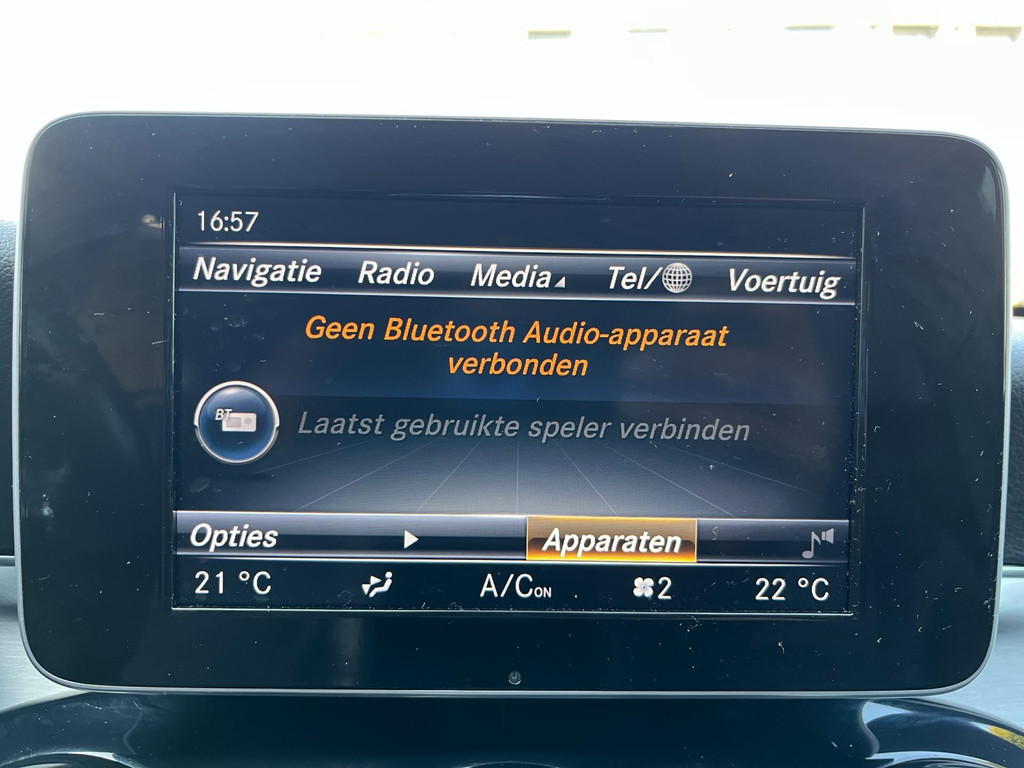 16:57
Navigatie Radio Media Tel/ Voertuig
Geen Bluetooth Audio-apparaat
verbonden
BT
Laatst gebruikte speler verbinden
Opties Apparaten
21 °C A/C ON 2 22 °C